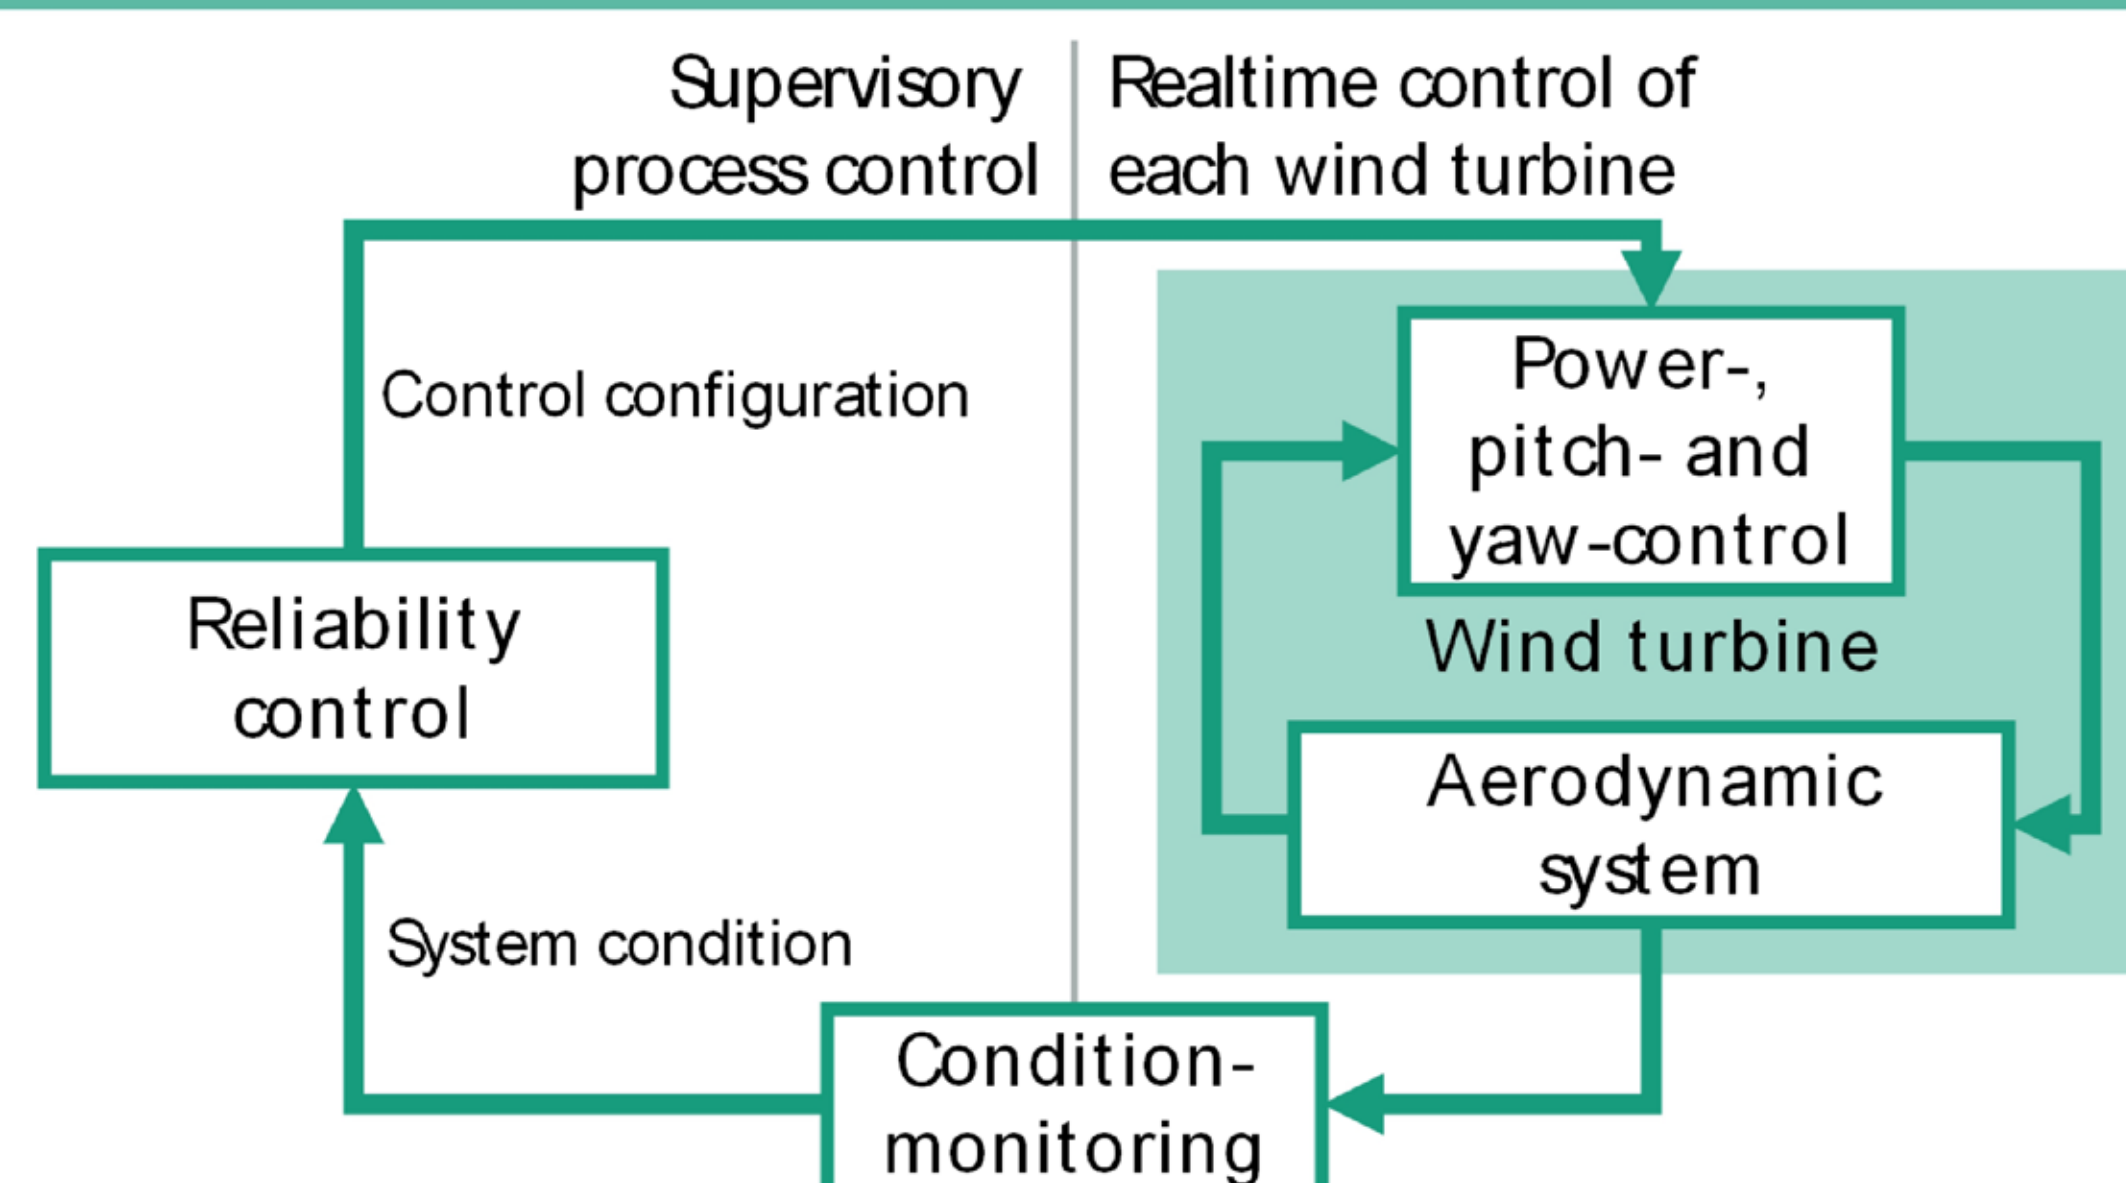 Supervisory
process control
Realtime control of
each wind turbine
Control configuration
Power-,
pitch- and
yaw-control
Wind turbine
Reliability
control
Aerodynamic
system
System condition
Condition-
monitoring